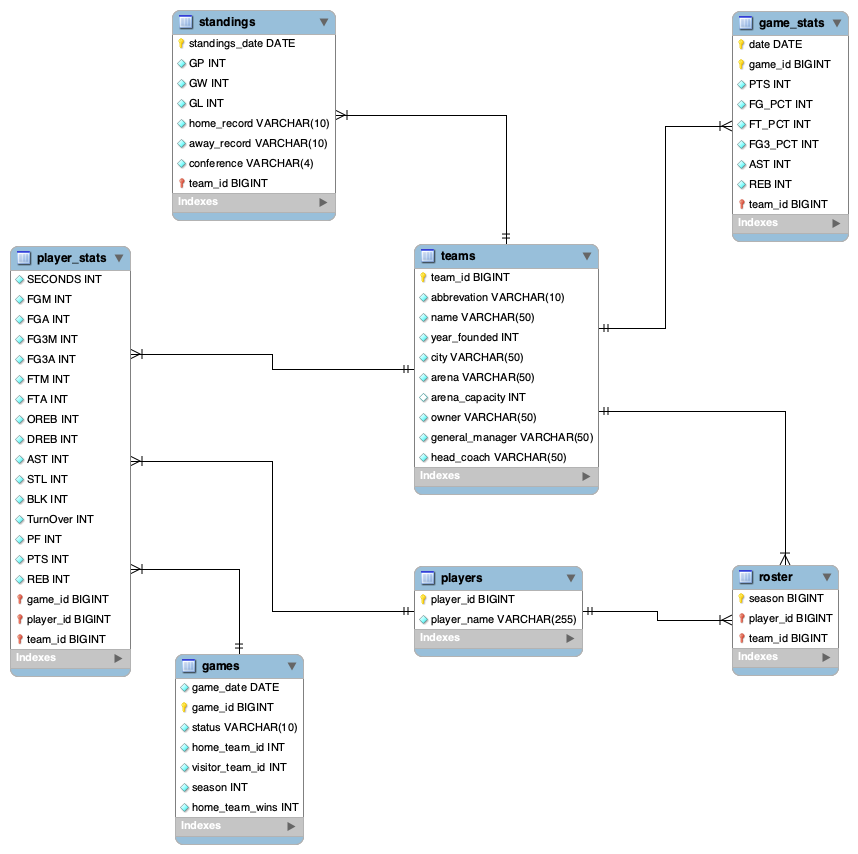 standings
standings_date DATE
GP INT
GW INT
GL INT
home_record VARCHAR(10)
away_record VARCHAR(10)
conference VARCHAR(4)
team_id BIGINT
Indexes
game_stats
date DATE
game_id BIGINT
PTS INT
FG_PCT INT
FT_PCT INT
FG3_PCT INT
AST INT
REB INT
team_id BIGINT
Indexes
player_stats
SECONDS INT
FGM INT
FGA INT
FG3M INT
FG3A INT
FTM INT
FTA INT
OREB INT
DREB INT
AST INT
STL INT
BLK INT
TurnOver INT
PF INT
PTS INT
REB INT
game_id BIGINT
player_id BIGINT
team_id BIGINT
Indexes
teams
team_id BIGINT
abbrevation VARCHAR(10)
name VARCHAR(50)
year_founded INT
city VARCHAR(50)
arena VARCHAR(50)
arena_capacity INT
owner VARCHAR(50)
general_manager VARCHAR(50)
head_coach VARCHAR(50)
Indexes
players
player_id BIGINT
player_name VARCHAR(255)
Indexes
roster
season BIGINT
player_id BIGINT
team_id BIGINT
Indexes
games
game_date DATE
game_id BIGINT
status VARCHAR(10)
home_team_id INT
visitor_team_id INT
season INT
home_team_wins INT
Indexes